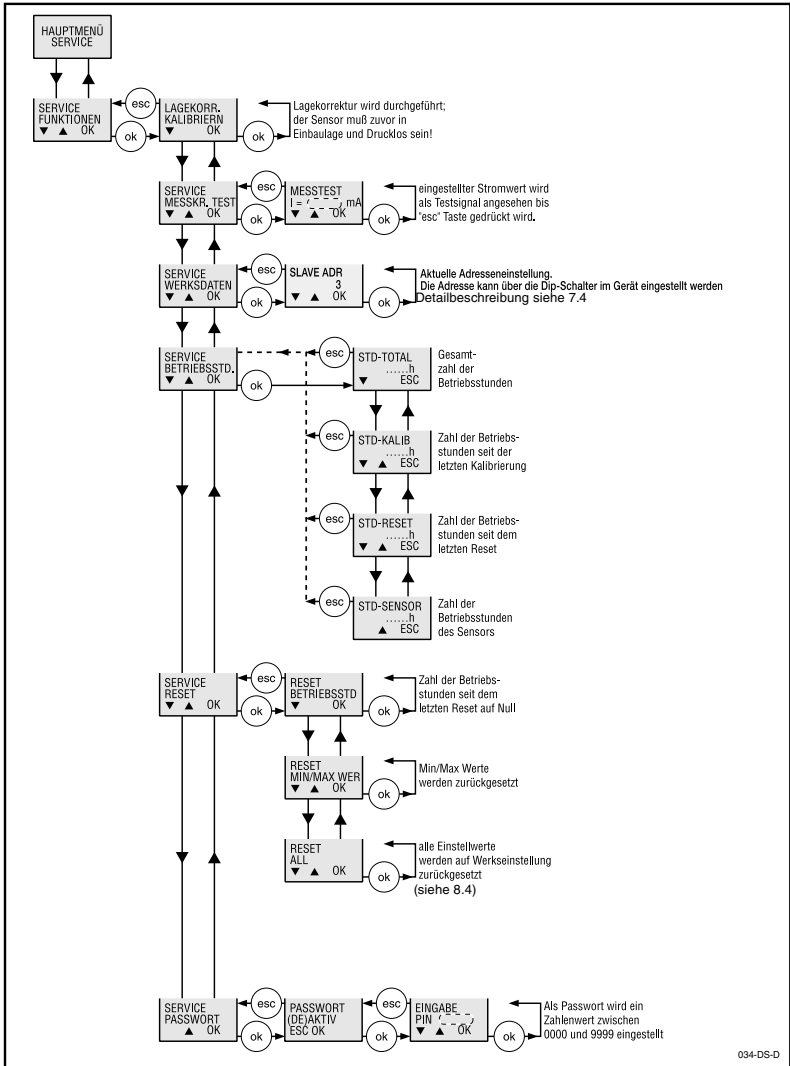 HAUPTMENÜ
SERVICE
SERVICE
FUNKTIONEN
▼ ▲ OK
esc
ok
LAGEKORR.
KALIBRIERN
▼ OK
ok
Lagekorrektur wird durchgeführt;
der Sensor muß zuvor in
Einbaulage und Drucklos sein!
SERVICE
MESSKR. TEST
▼ ▲ OK
esc
ok
MESSTEST
I = mA
▼ ▲ OK
ok
eingestellter Stromwert wird
als Testsignal angesehen bis
"esc" Taste gedrückt wird.
SERVICE
WERKSDATEN
▼ ▲ OK
esc
ok
SLAVE ADR
3
▼ ▲ OK
ok
Aktuelle Adresseneinstellung.
Die Adresse kann über die Dip-Schalter im Gerät eingestellt werden
Detailbeschreibung siehe 7.4
SERVICE
BETRIEBSSTD.
▼ ▲ OK
ok
esc
STD-TOTAL
......h
▼ ESC
Gesamt-
zahl der
Betriebsstunden
esc
STD-KALIB
......h
▼ ▲ ESC
Zahl der Betriebs-
stunden seit der
letzten Kalibrierung
esc
STD-RESET
......h
▼ ▲ ESC
Zahl der Betriebs-
stunden seit dem
letzten Reset
esc
STD-SENSOR
......h
▲ ESC
Zahl der
Betriebsstunden
des Sensors
SERVICE
RESET
▼ ▲ OK
esc
ok
RESET
BETRIEBSSTD
▼ OK
ok
Zahl der Betriebs-
stunden seit dem
letzten Reset auf Null
RESET
MIN/MAX WER
▼ ▲ OK
ok
Min/Max Werte
werden zurückgesetzt
RESET
ALL
▼ ▲ OK
ok
alle Einstellwerte
werden auf Werkseinstellung
zurückgesetzt
(siehe 8.4)
SERVICE
PASSWORT
▲ OK
esc
ok
PASSWORT
(DE)AKTIV
ESC OK
esc
ok
EINGABE
PIN
▼ ▲ OK
ok
Als Passwort wird ein
Zahlenwert zwischen
0000 und 9999 eingestellt
034-DS-D